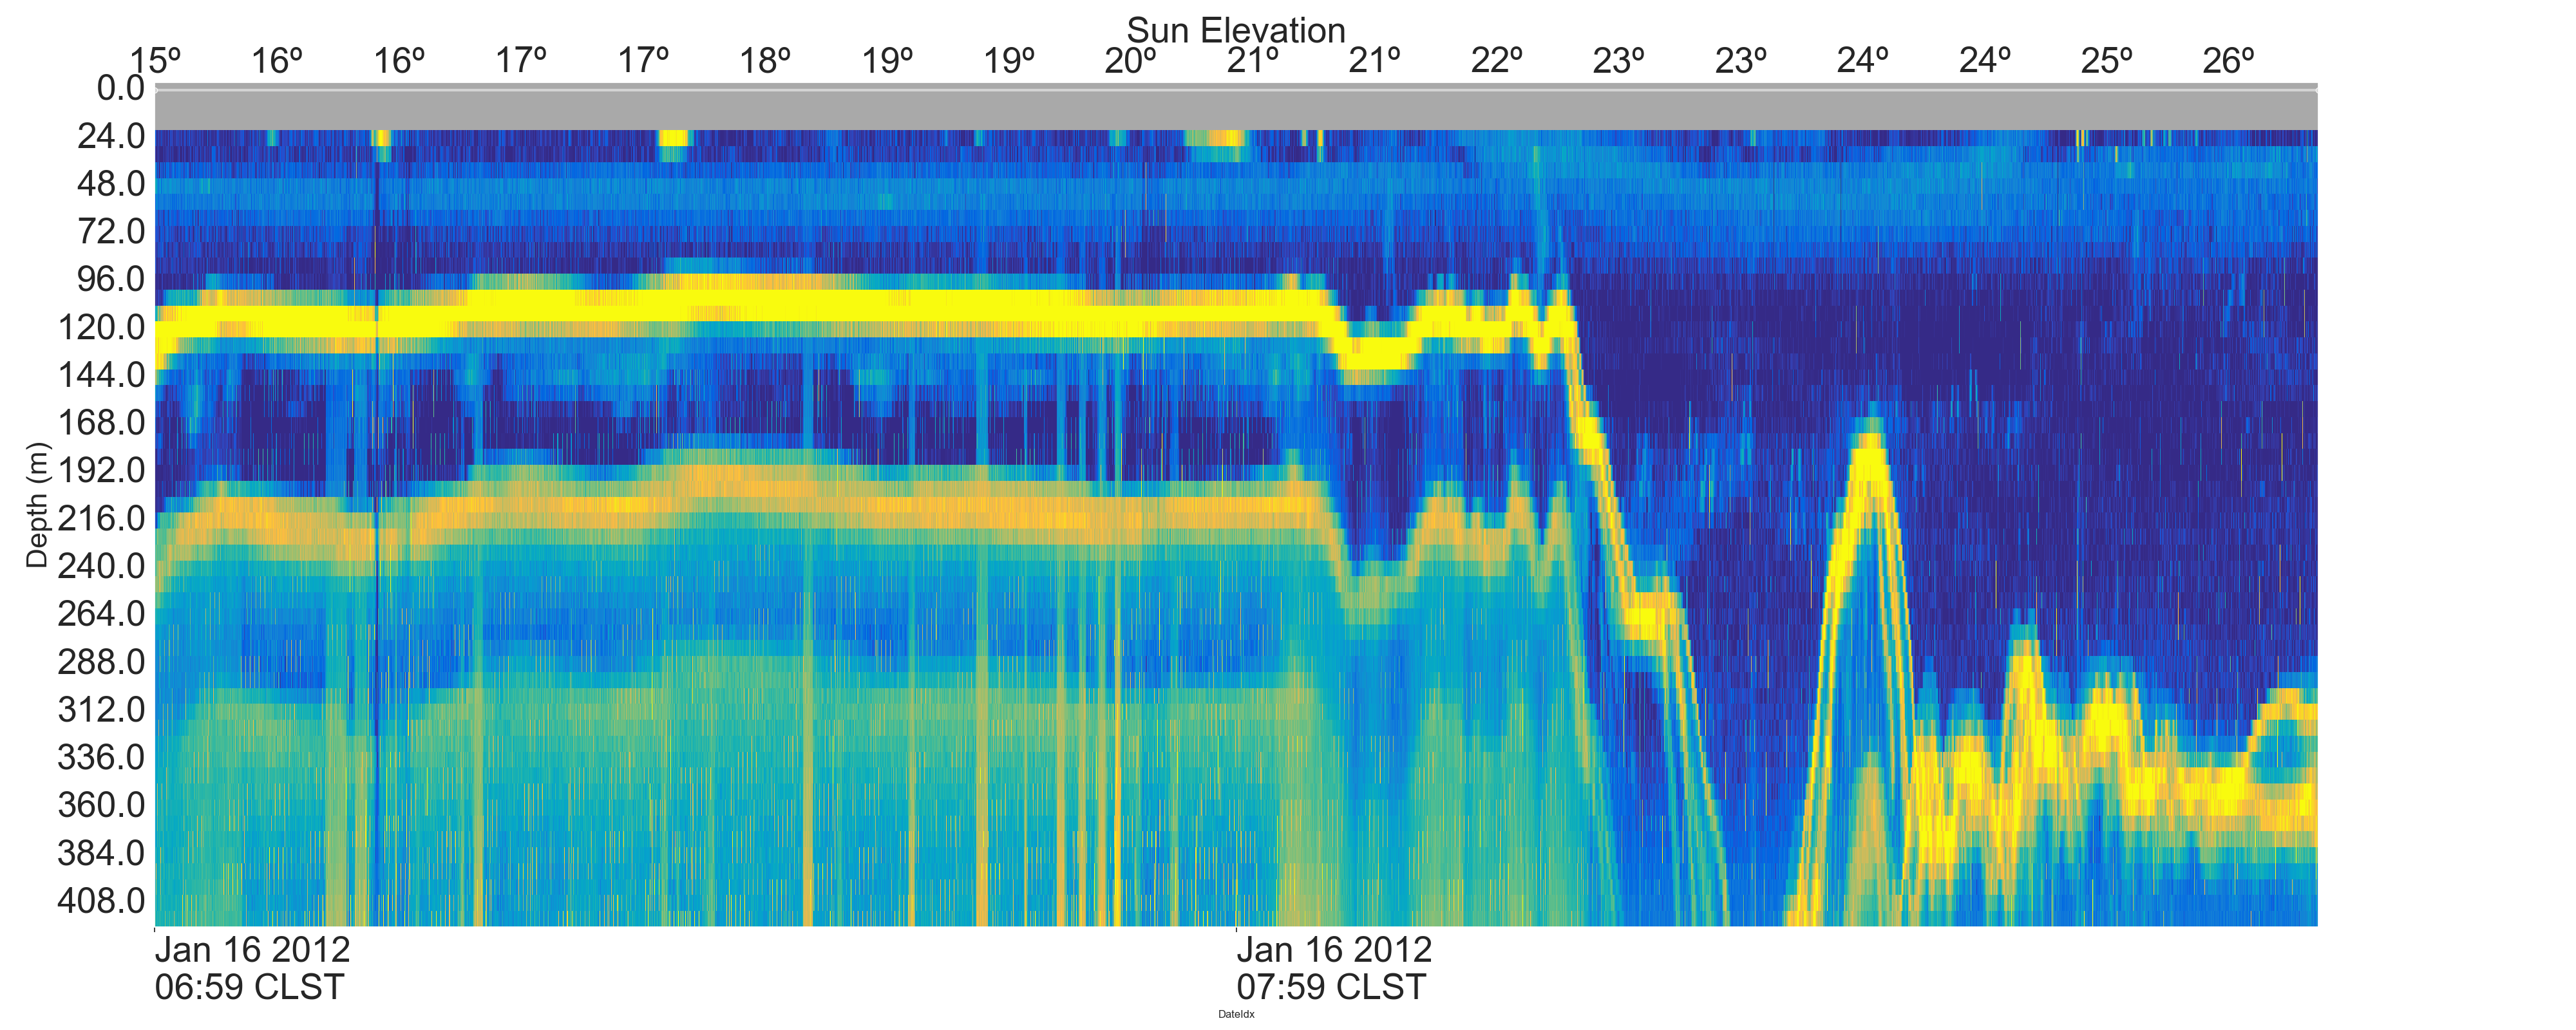 Sun Elevation
15º 16º 16º 17º 17º 18º 19º 19º 20º 21º 21º 22º 23º 23º 24º 24º 25º 26º
0.0
24.0
48.0
72.0
96.0
120.0
144.0
168.0
192.0
216.0
240.0
264.0
288.0
312.0
336.0
360.0
384.0
408.0
Depth (m)
Jan 16 2012
06:59 CLST
Jan 16 2012
07:59 CLST
DateIdx